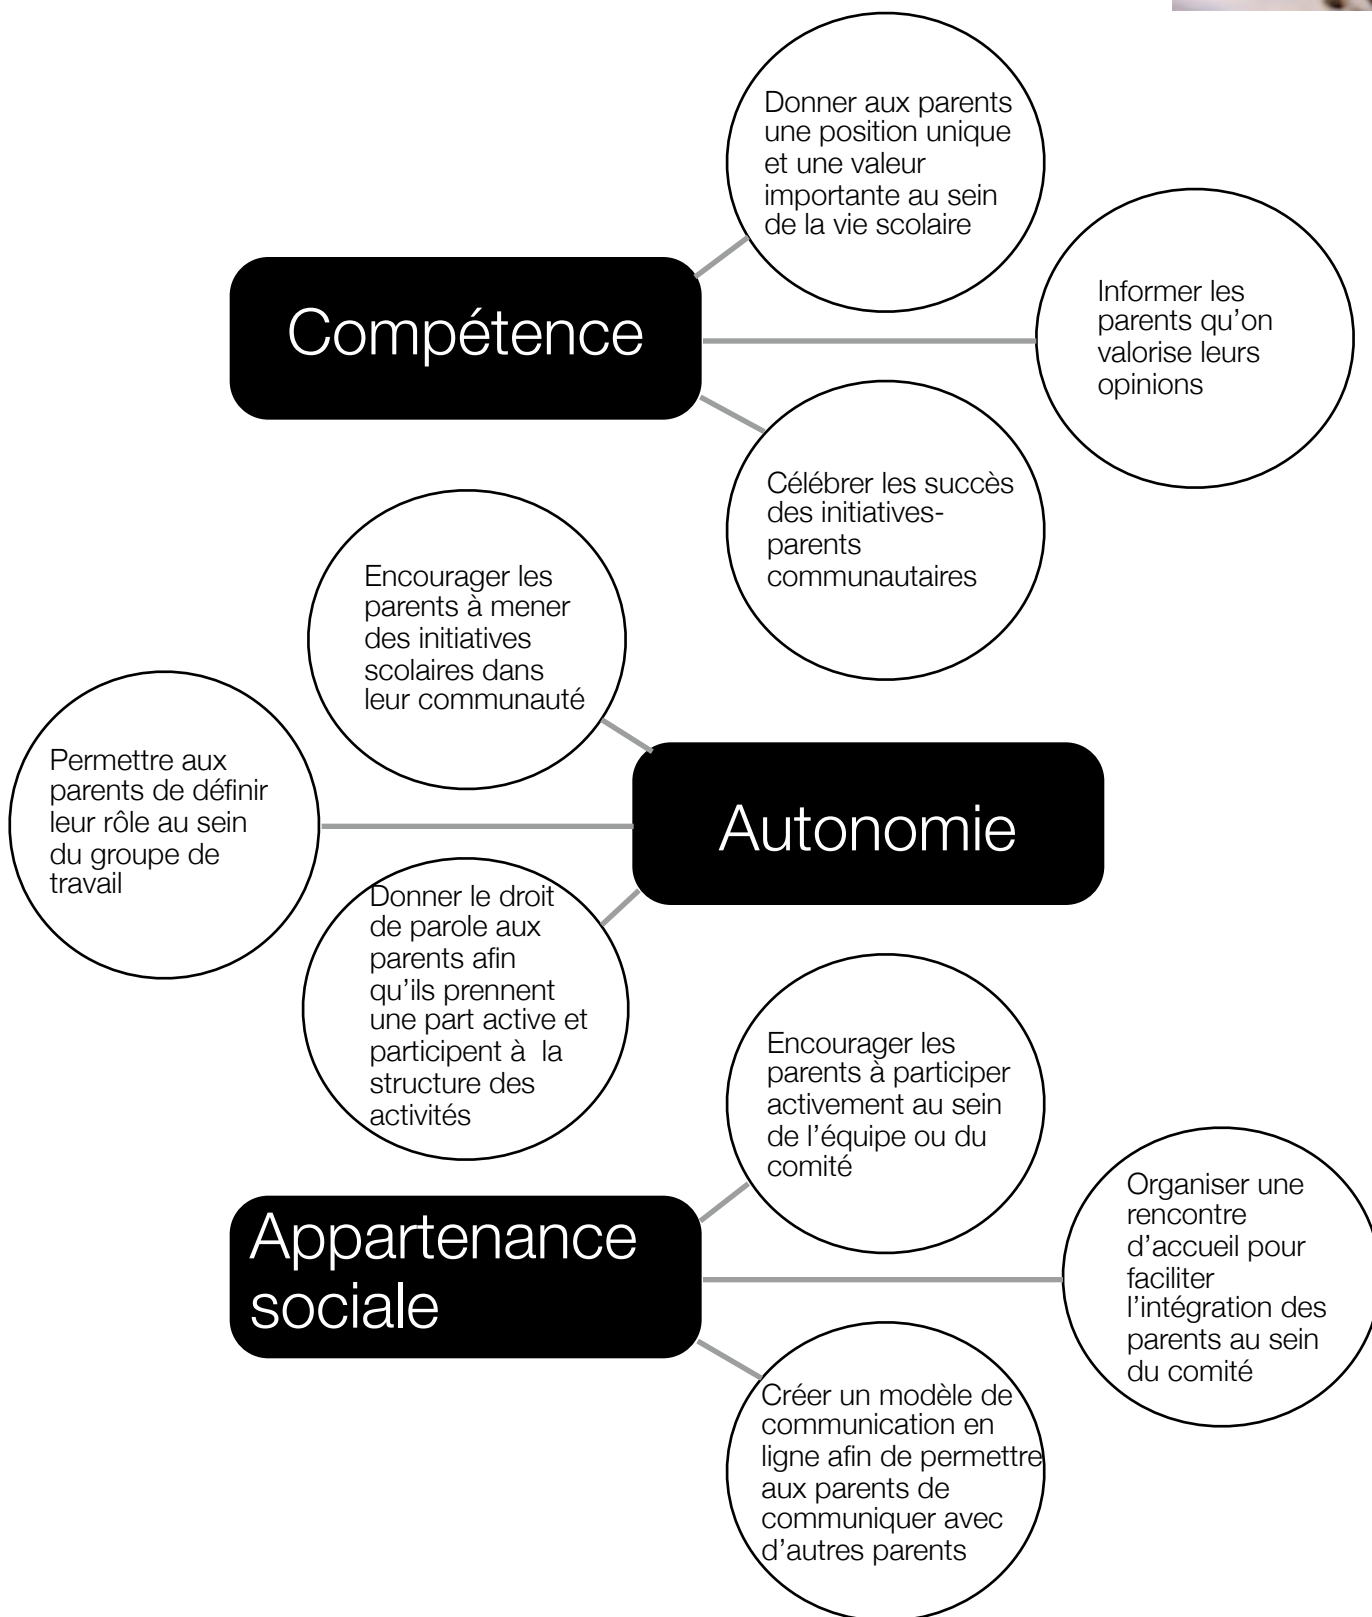 Donner aux parents
une position unique
et une valeur
importante au sein
de la vie scolaire
Compétence
Informer les
parents qu’on
valorise leurs
opinions
Célébrer les succès
des initiatives-
parents
communautaires
Encourager les
parents à mener
des initiatives
scolaires dans
leur communauté
Permettre aux
parents de définir
leur rôle au sein
du groupe de
travail
Autonomie
Donner le droit
de parole aux
parents afin
qu’ils prennent
une part active et
participent à  la
structure des
activités
Encourager les
parents à participer
activement au sein
de l’équipe ou du
comité
Appartenance
sociale
Organiser une
rencontre
d’accueil pour
faciliter
l’intégration des
parents au sein
du comité
Créer un modèle de
communication en
ligne afin de permettre
aux parents de
communiquer avec
d’autres parents